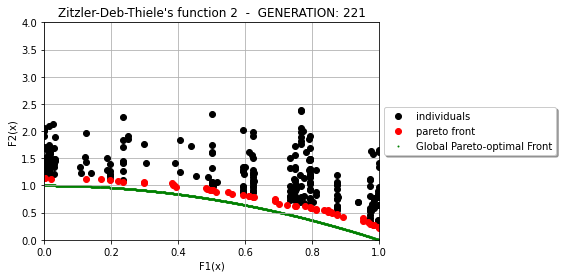 Zitzler-Deb-Thiele's function 2 - GENERATION: 221
4.0
3.5
3.0
2.5
2.0
1.5
1.0
0.5
0.0
F2(x)
0.0 0.2 0.4 0.6 0.8 1.0
F1(x)
individuals
pareto front
Global Pareto-optimal Front